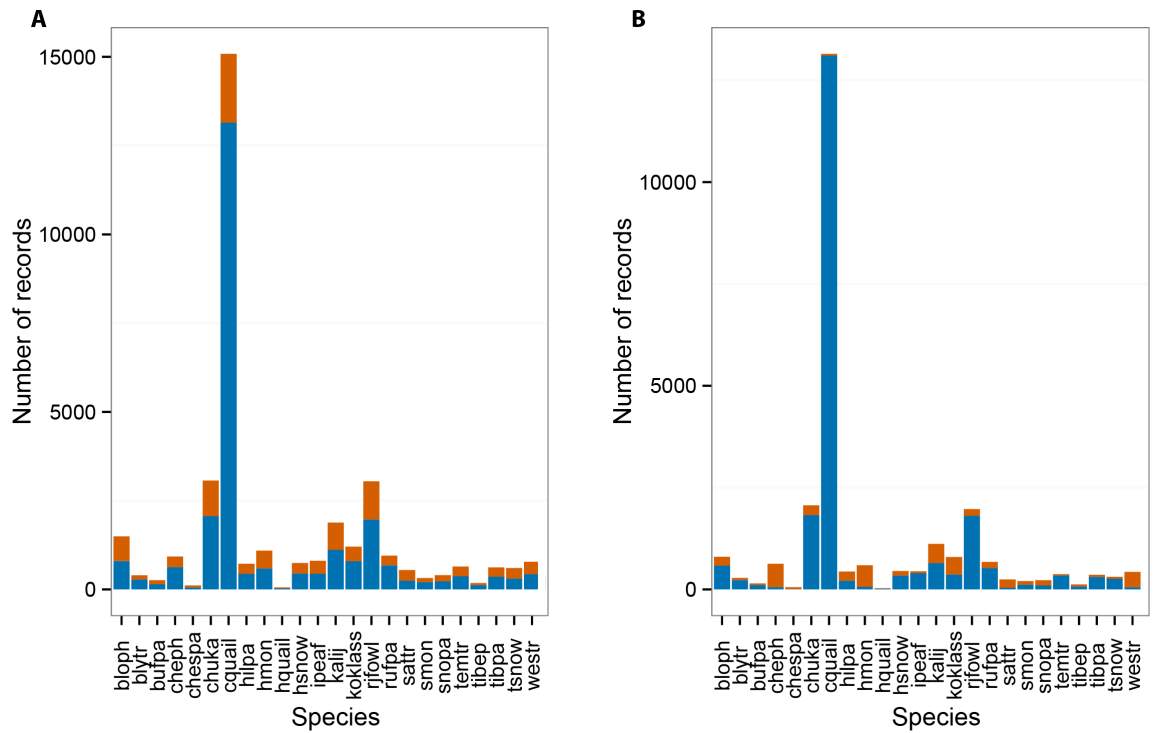 A
Number of records
15000
10000
5000
0
bloph
blytr
bufpa
cheph
chespa
chuka
cquail
hilpa
hmon
hquail
hsnow
ipeaf
kalij
koklass
rjfowl
rufpa
sattr
smon
snopa
temtr
tibep
tibpa
tsnow
westr
Species
B
Number of records
10000
5000
0
bloph
blytr
bufpa
cheph
chespa
chuka
cquail
hilpa
hmon
hquail
hsnow
ipeaf
kalij
koklass
rjfowl
rufpa
sattr
smon
snopa
temtr
tibep
tibpa
tsnow
westr
Species